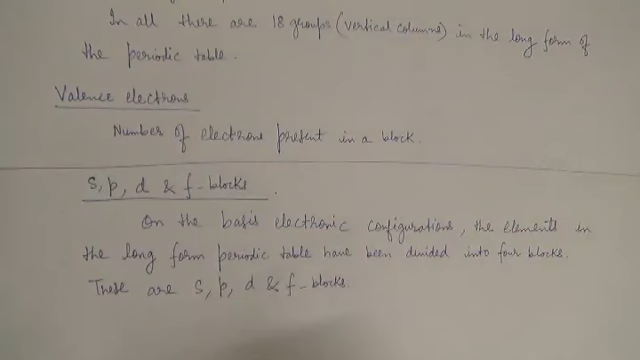 In all there are 18 groups (vertical columns) in the long form of
the periodic table.
Valence electrons
Number of electrons present in a block.
s, p, d & f-blocks
On the basis electronic configurations, the elements in
the long form periodic table have been divided into four blocks.
These are s, p, d & f-blocks.